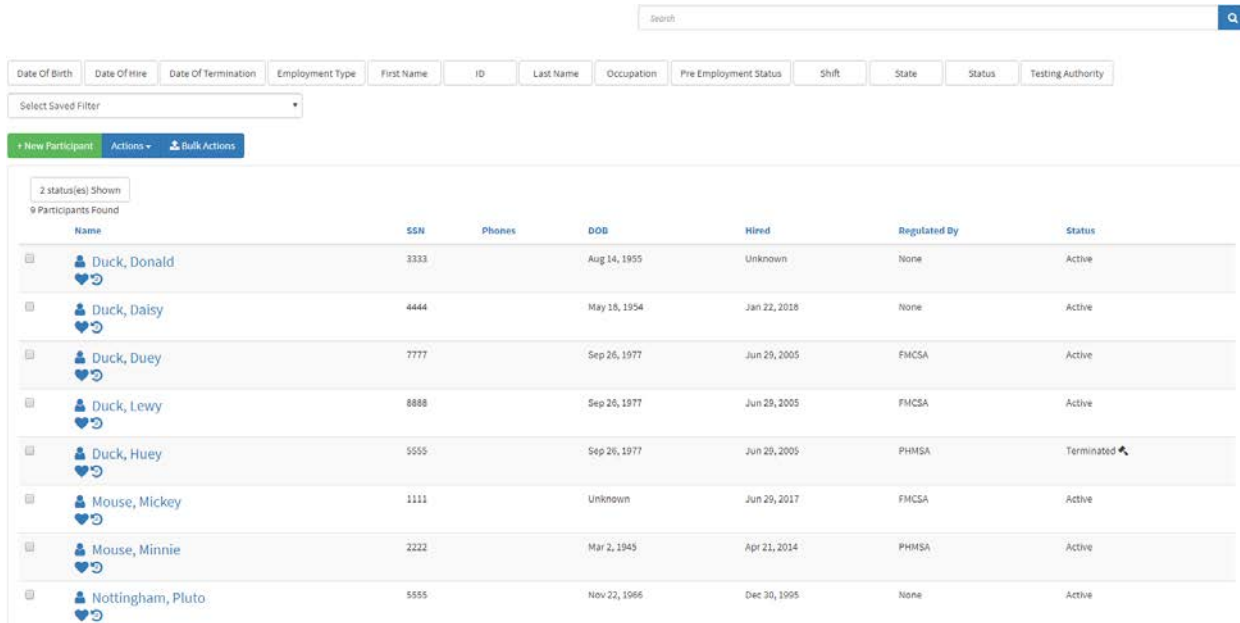 Search
Date Of Birth Date Of Hire Date Of Termination Employment Type First Name ID Last Name Occupation Pre Employment Status Shift State Status Testing Authority
Select Saved Filter
+ New Participant Actions Bulk Actions
2 status(es) Shown
9 Participants Found
Name SSN Phones DOB Hired Regulated By Status
Duck, Donald 3333 Aug 14, 1955 Unknown None Active
Duck, Daisy 4444 May 18, 1954 Jan 22, 2018 None Active
Duck, Duey 7777 Sep 26, 1977 Jun 29, 2005 FMCSA Active
Duck, Lewy 8888 Sep 26, 1977 Jun 29, 2005 FMCSA Active
Duck, Huey 5555 Sep 26, 1977 Jun 29, 2005 PHMSA Terminated
Mouse, Mickey 1111 Unknown Jun 29, 2017 FMCSA Active
Mouse, Minnie 2222 Mar 2, 1945 Apr 21, 2014 PHMSA Active
Nottingham, Pluto 5555 Nov 22, 1966 Dec 30, 1995 None Active